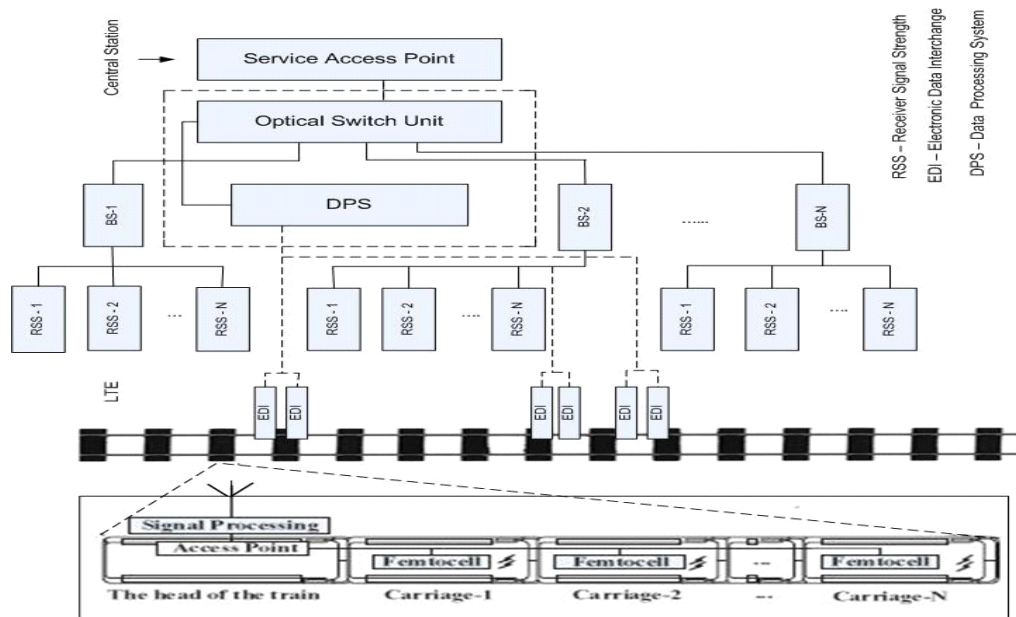 Central Station
Service Access Point
Optical Switch Unit
DPS
RSS – Receiver Signal Strength
EDI – Electronic Data Interchange
DPS – Data Processing System
BS-1
BS-2
......
BS-N
RSS - 1
RSS - 2
...
RSS - N
RSS - 1
RSS - 2
....
RSS - N
RSS - 1
RSS - 2
....
RSS - N
LTE
EDI
EDI
EDI
EDI
EDI
EDI
Signal Processing
Access Point
Femtocell
Femtocell
...
Femtocell
The head of the train
Carriage-1
Carriage-2
...
Carriage-N